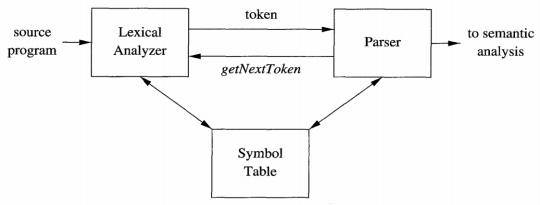 token
source
program
Lexical
Analyzer
Parser
to semantic
analysis
getNextToken
Symbol
Table